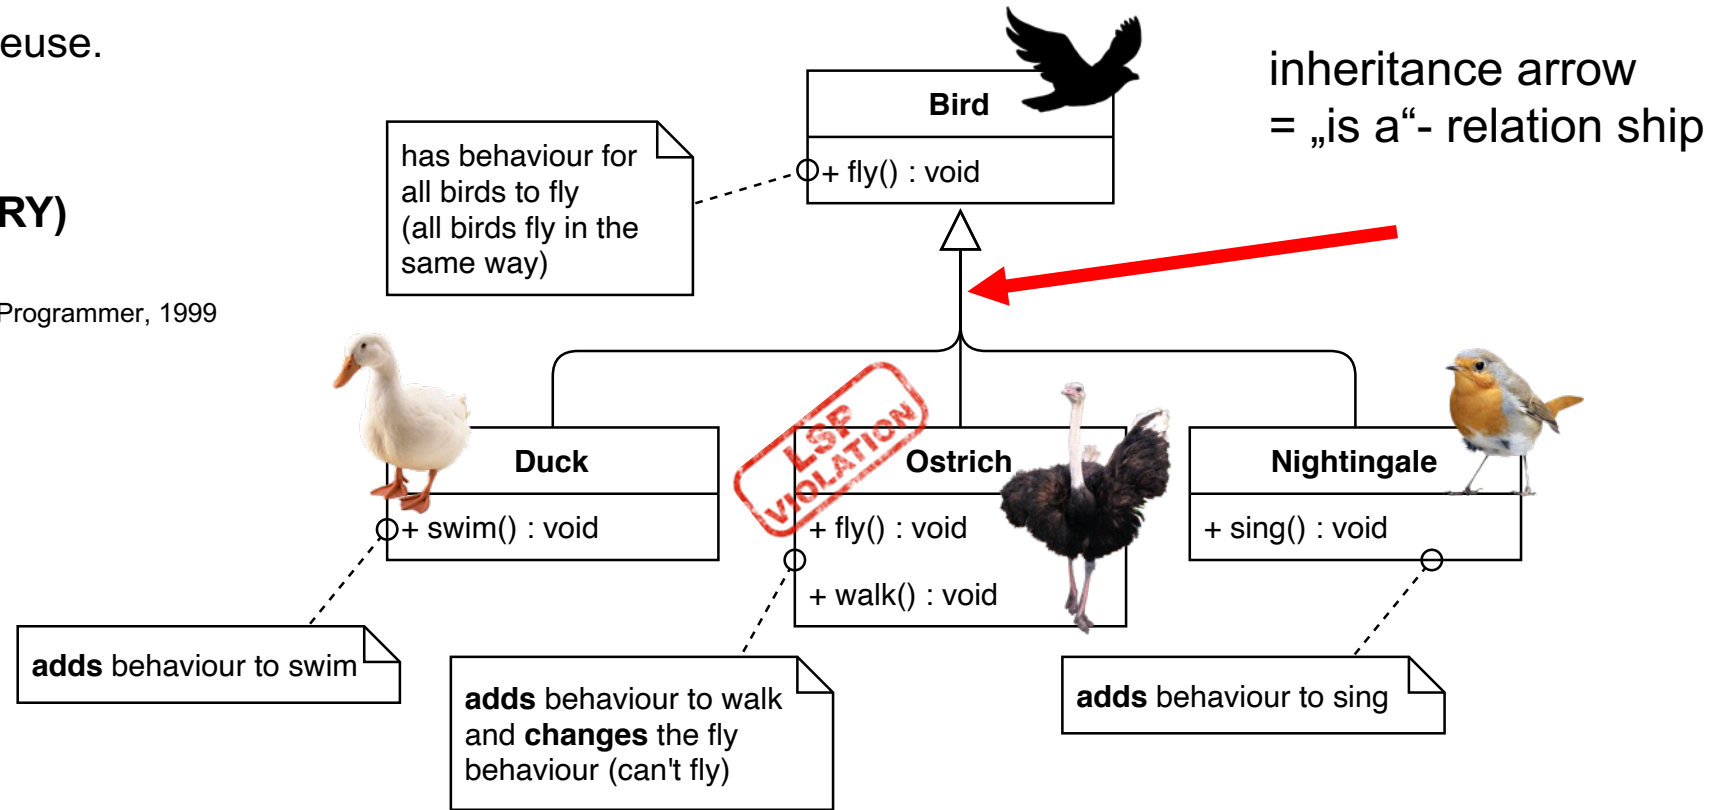 euse.
RY)
Programmer, 1999
inheritance arrow
= „is a“- relation ship
Bird
+ fly() : void
has behaviour for
all birds to fly
(all birds fly in the
same way)
LSP
VIOLATION
Duck
+ swim() : void
Ostrich
+ fly() : void
+ walk() : void
Nightingale
+ sing() : void
adds behaviour to swim
adds behaviour to walk
and changes the fly
behaviour (can't fly)
adds behaviour to sing